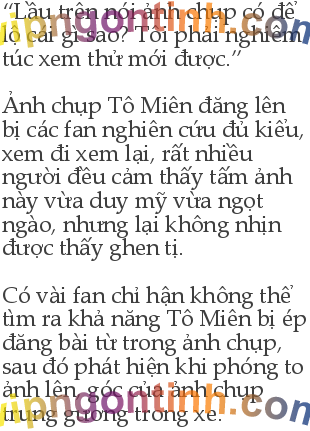 “Lầu trên nói ảnh chụp có để
lộ cái gì sao? Tôi phải nghiêm
túc xem thử mới được.”
Ảnh chụp Tô Miên đăng lên
bị các fan nghiên cứu đủ kiểu,
xem đi xem lại, rất nhiều
người đều cảm thấy tấm ảnh
này vừa duy mỹ vừa ngọt
ngào, nhưng lại không nhịn
được thấy ghen tị.
Có vài fan chỉ hận không thể
tìm ra khả năng Tô Miên bị ép
đăng bài từ trong ảnh chụp,
sau đó phát hiện khi phóng to
ảnh lên, góc của ảnh chụp
trúng gương trong xe.
vipngontinh.com
vipngontinh.com